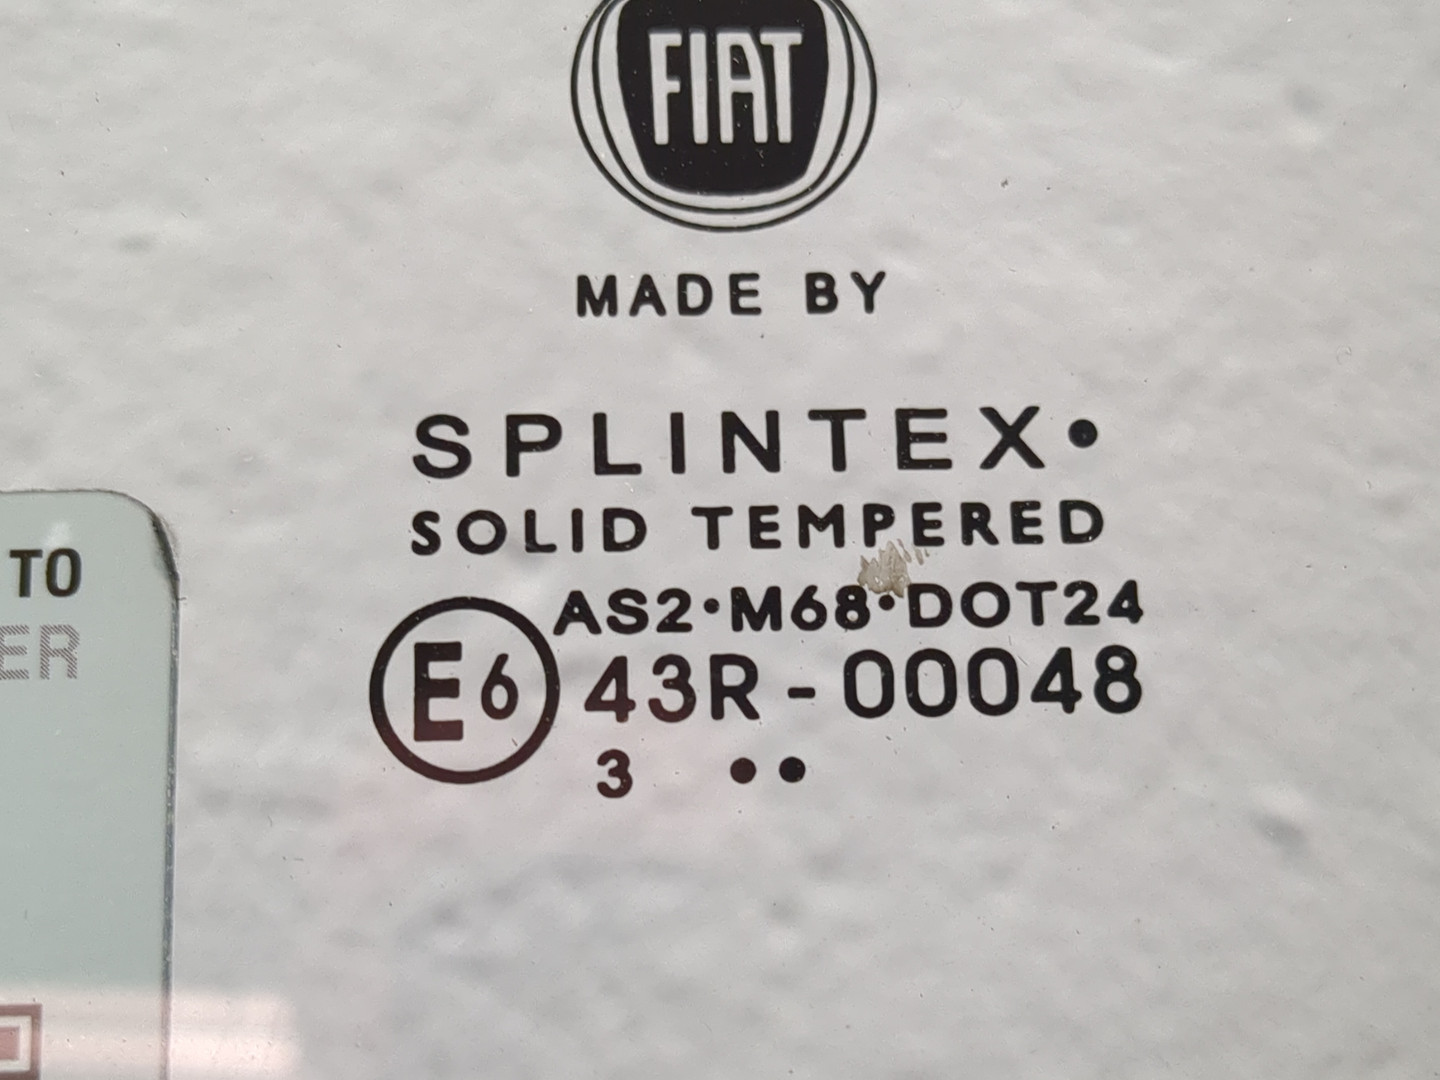 FIAT
MADE BY
SPLINTEX•
SOLID TEMPERED
AS2•M68•DOT24
E6 43R-00048
3 ••
TO
ER